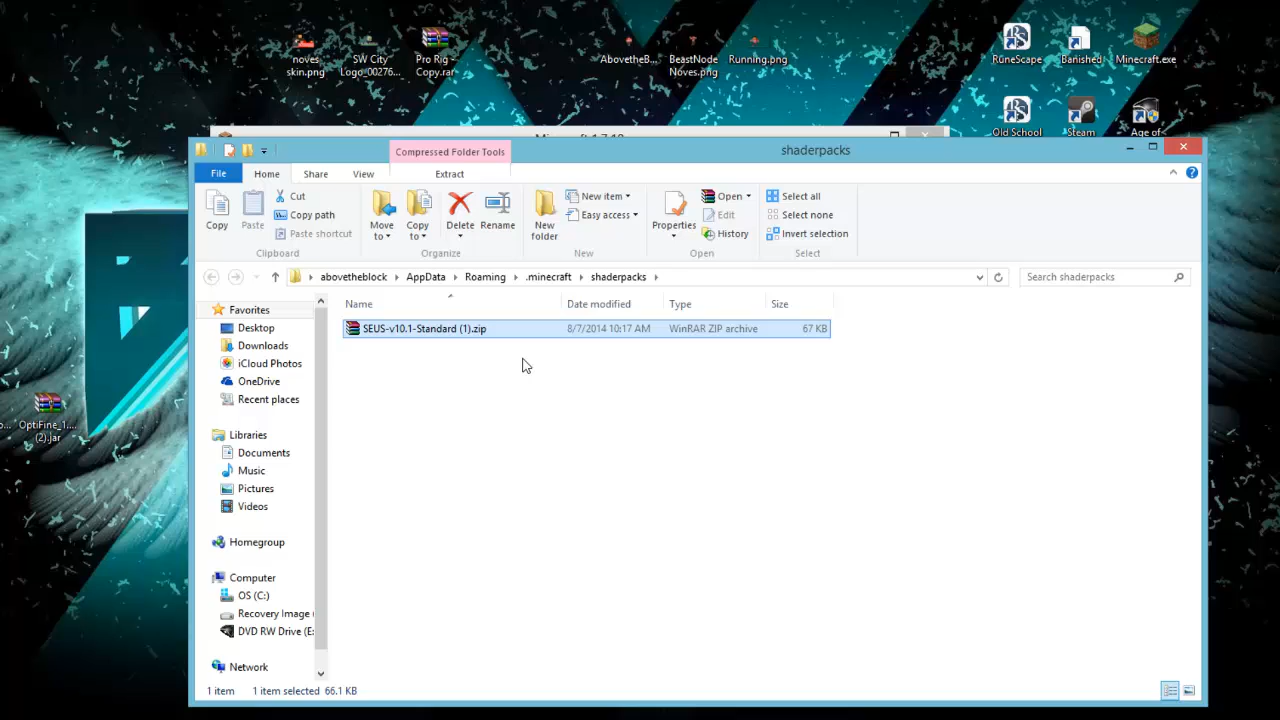 noves
skin.png
SW City
Logo_00276...
Pro Rig -
Copy.rar
AbovetheB...
BeastNode
Noves.png
Running.png
RuneScape
Banished
Minecraft.exe
Old School
Steam
Age of
OptiFine_1....
(2).jar
Compressed Folder Tools
shaderpacks
File
Home
Share
View
Extract
Copy
Paste
Cut
Copy path
Paste shortcut
Clipboard
Move
to
Copy
to
Delete
Rename
Organize
New
folder
New item
Easy access
New
Properties
Open
Edit
History
Open
Select all
Select none
Invert selection
Select
abovetheblock
AppData
Roaming
.minecraft
shaderpacks
Search shaderpacks
Name
Date modified
Type
Size
SEUS-v10.1-Standard (1).zip
8/7/2014 10:17 AM
WinRAR ZIP archive
67 KB
Favorites
Desktop
Downloads
iCloud Photos
OneDrive
Recent places
Libraries
Documents
Music
Pictures
Videos
Homegroup
Computer
OS (C:)
Recovery Image
DVD RW Drive (E:
Network
1 item
1 item selected 66.1 KB